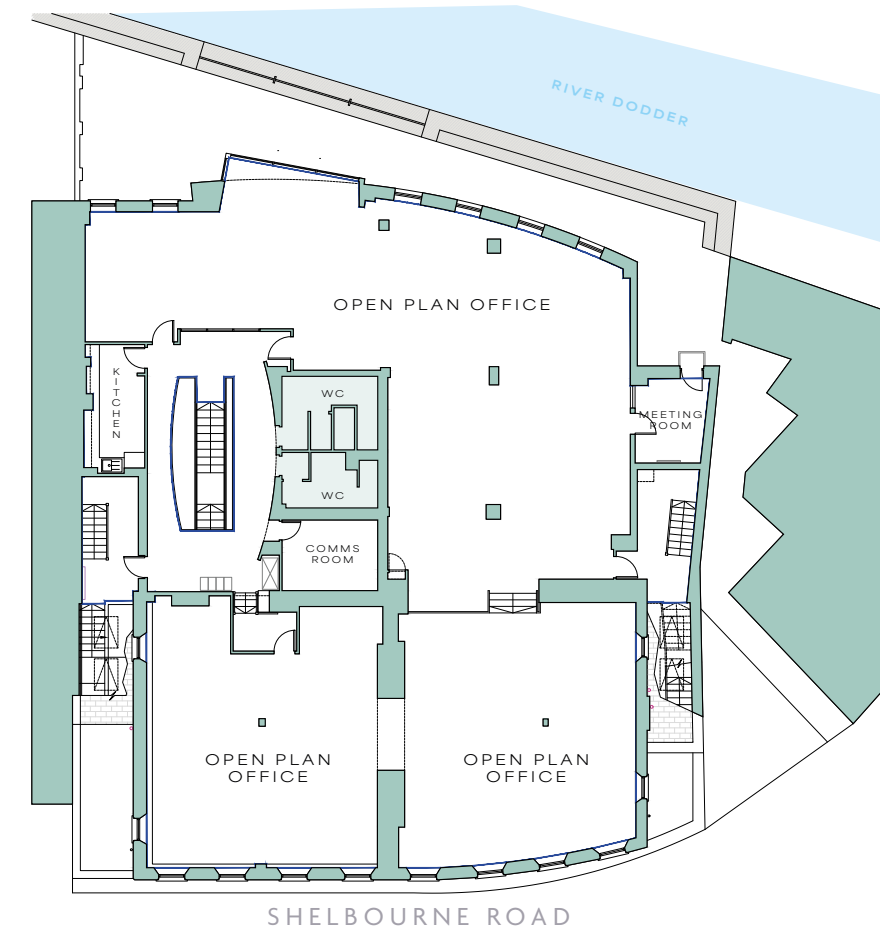 RIVER DODDER
OPEN PLAN OFFICE
KITCHEN
WC
MEETING
ROOM
WC
COMMS
ROOM
OPEN PLAN
OFFICE
OPEN PLAN
OFFICE
SHELBOURNE ROAD